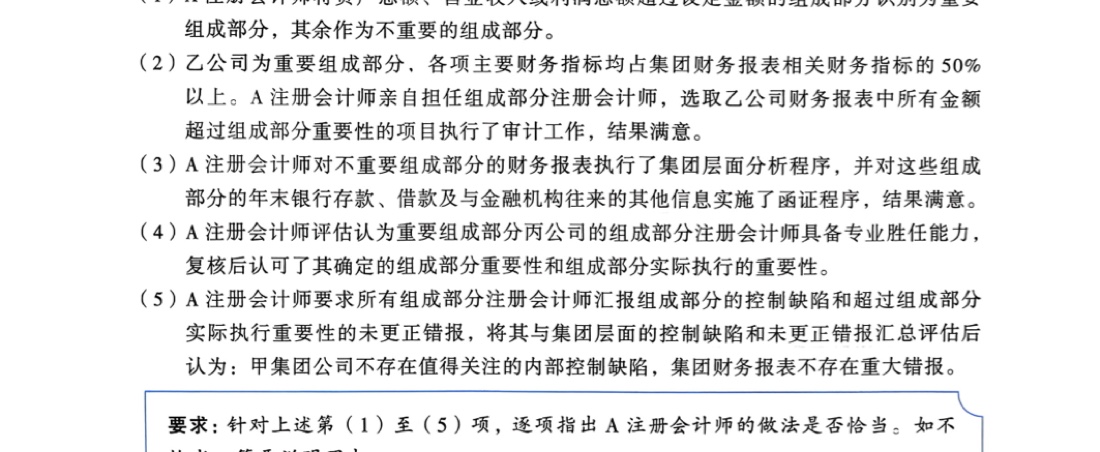 组成部分，其余作为不重要的组成部分。
（2）乙公司为重要组成部分，各项主要财务指标均占集团财务报表相关财务指标的 50%
以上。A 注册会计师亲自担任组成部分注册会计师，选取乙公司财务报表中所有金额
超过组成部分重要性的项目执行了审计工作，结果满意。
（3）A 注册会计师对不重要组成部分的财务报表执行了集团层面分析程序，并对这些组成
部分的年末银行存款、借款及与金融机构往来的其他信息实施了函证程序，结果满意。
（4）A 注册会计师评估认为重要组成部分丙公司的组成部分注册会计师具备专业胜任能力，
复核后认可了其确定的组成部分重要性和组成部分实际执行的重要性。
（5）A 注册会计师要求所有组成部分注册会计师汇报组成部分的控制缺陷和超过组成部分
实际执行重要性的未更正错报，将其与集团层面的控制缺陷和未更正错报汇总评估后
认为：甲集团公司不存在值得关注的内部控制缺陷，集团财务报表不存在重大错报。
要求：针对上述第（1）至（5）项，逐项指出 A 注册会计师的做法是否恰当。如不